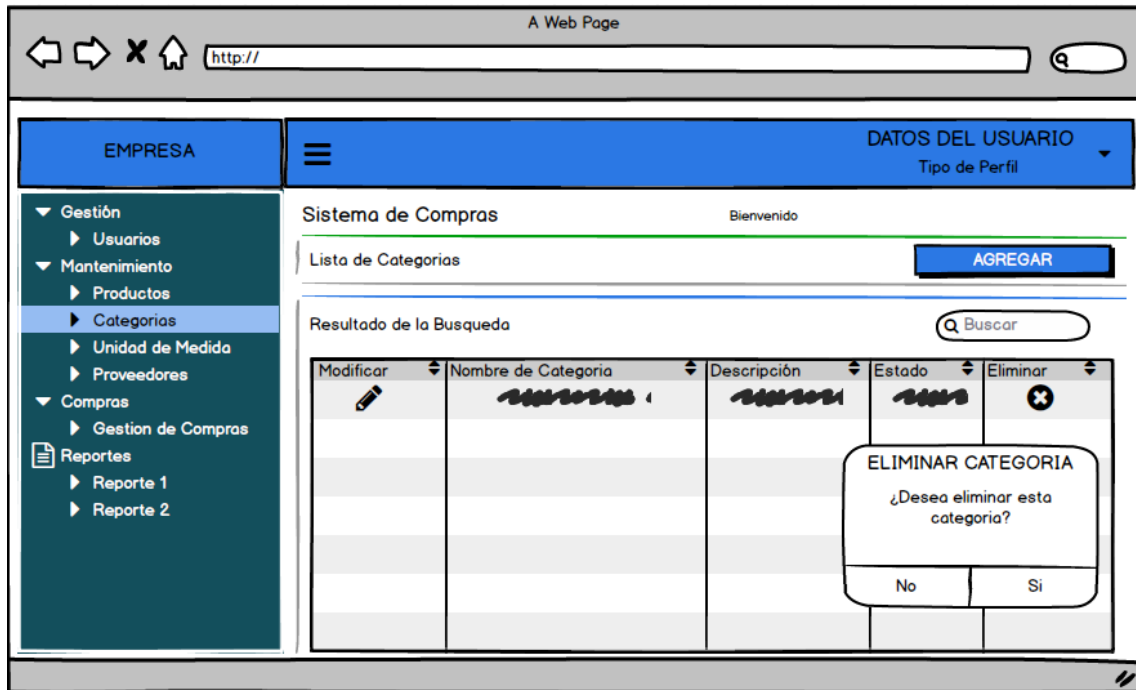 A Web Page
http://
EMPRESA
DATOS DEL USUARIO
Tipo de Perfil
Gestión
Usuarios
Mantenimiento
Productos
Categorias
Unidad de Medida
Proveedores
Compras
Gestion de Compras
Reportes
Reporte 1
Reporte 2
Sistema de Compras
Bienvenido
Lista de Categorias
AGREGAR
Resultado de la Busqueda
Buscar
Modificar Nombre de Categoria Descripción Estado Eliminar
ELIMINAR CATEGORIA
¿Desea eliminar esta
categoria?
No Si